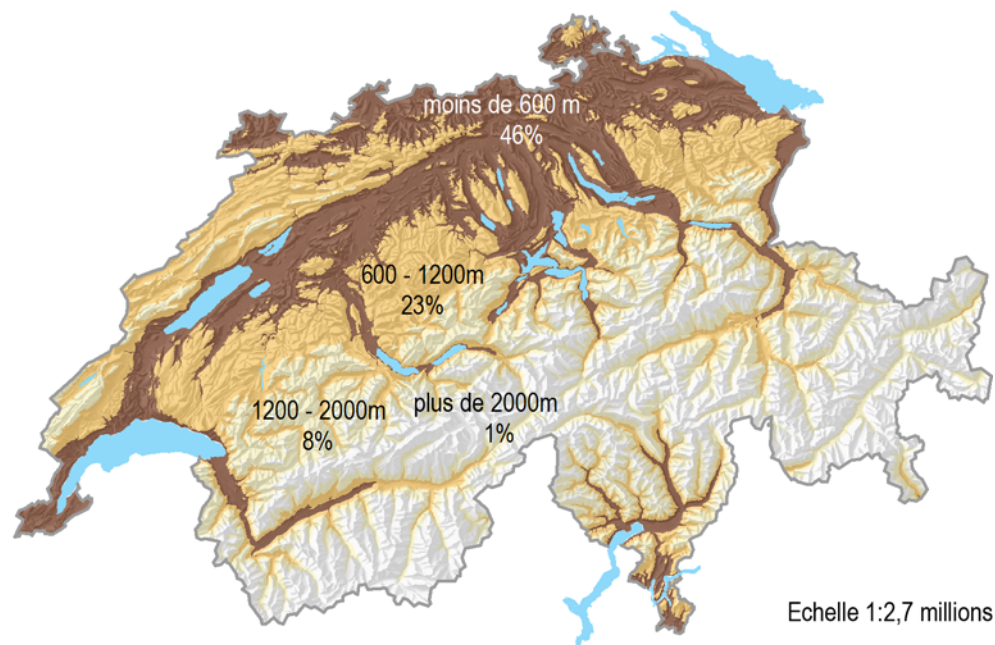 moins de 600 m
46%
600 - 1200m
23%
1200 - 2000m
8%
plus de 2000m
1%
Echelle 1:2,7 millions